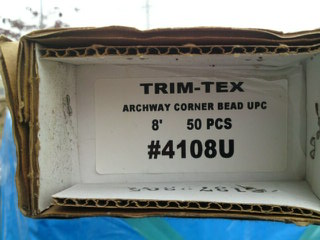 TRIM-TEX
ARCHWAY CORNER BEAD UPC
8' 50 PCS
#4108U